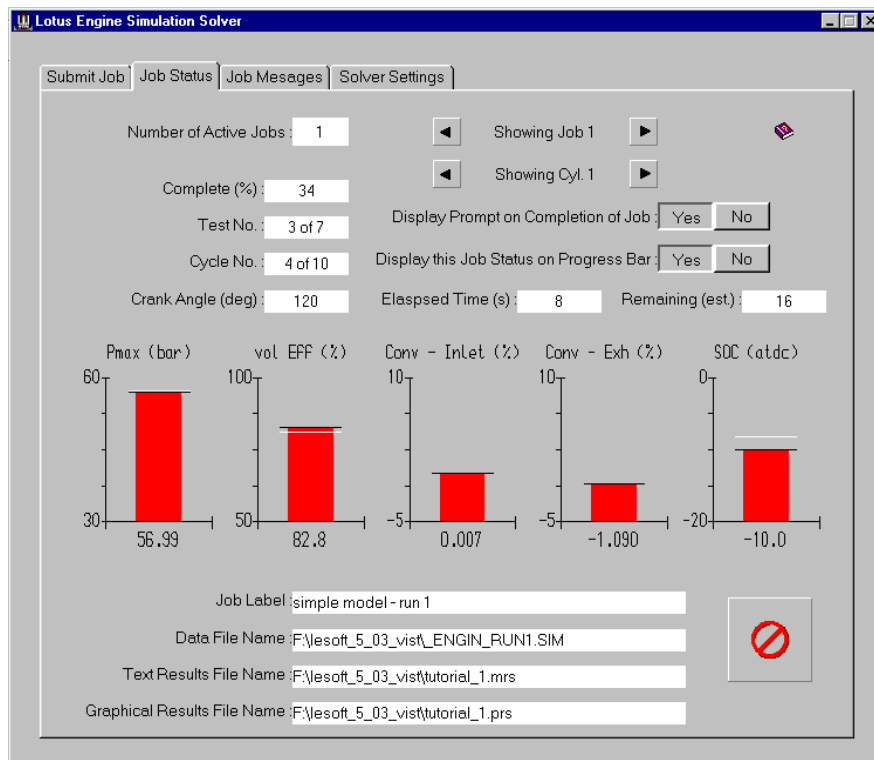 Lotus Engine Simulation Solver
Submit Job Job Status Job Mesages Solver Settings
Number of Active Jobs : 1 Showing Job 1
Showing Cyl. 1
Complete (%) : 34
Display Prompt on Completion of Job : Yes No
Test No. : 3 of 7
Cycle No. : 4 of 10 Display this Job Status on Progress Bar : Yes No
Crank Angle (deg) : 120 Elaspsed Time (s) : 8 Remaining (est.) : 16
Pmax (bar) vol EFF (%) Conv - Inlet (%) Conv - Exh (%) SOC (atdc)
60 100 10 10 0
30 50 -5 -5 -20
56.99 82.8 0.007 -1.090 -10.0
Job Label : simple model - run 1
Data File Name : F:\lesoft_5_03_vist\_ENGIN_RUN1.SIM
Text Results File Name : F:\lesoft_5_03_vist\tutorial_1.mrs
Graphical Results File Name : F:\lesoft_5_03_vist\tutorial_1.prs